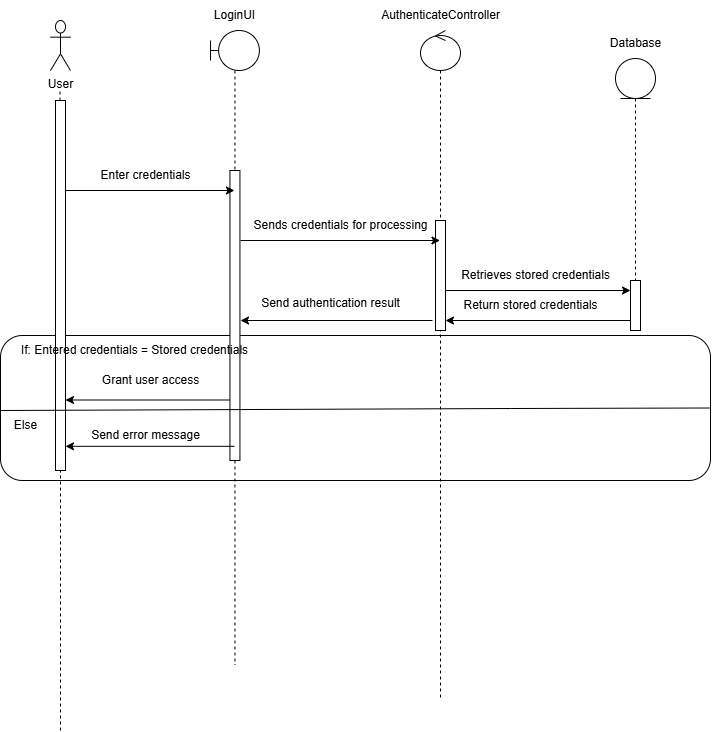 LoginUI
AuthenticateController
Database
User
Enter credentials
Sends credentials for processing
Retrieves stored credentials
Send authentication result
Return stored credentials
If: Entered credentials = Stored credentials
Grant user access
Else
Send error message